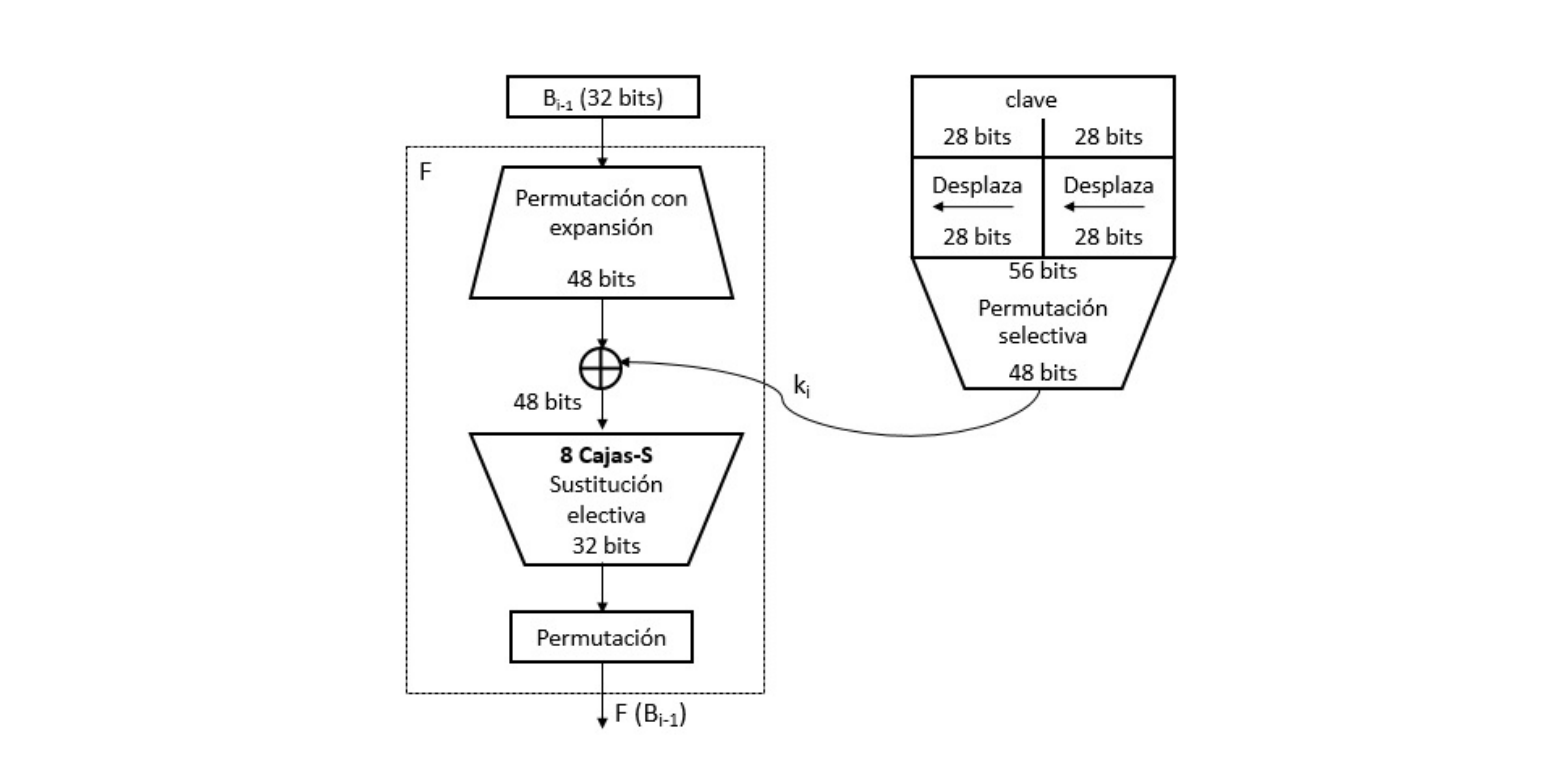 B_{i-1} (32 bits)
F
Permutación con
expansión
48 bits
48 bits
8 Cajas-S
Sustitución
electiva
32 bits
Permutación
F (B_{i-1})
clave
28 bits 28 bits
Desplaza Desplaza
28 bits 28 bits
56 bits
Permutación
selectiva
48 bits
k_i